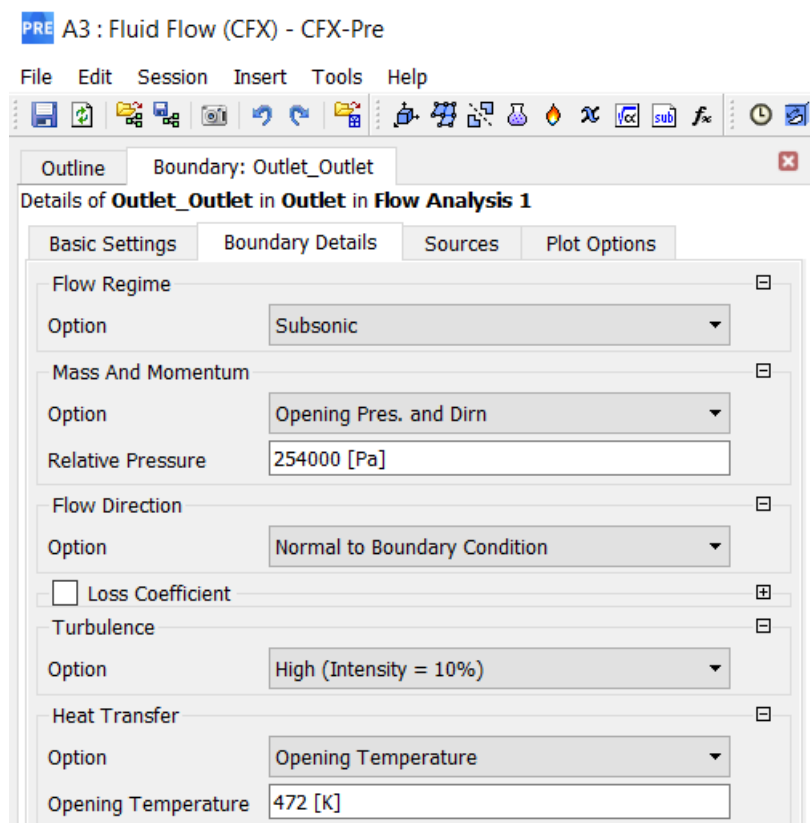 PRE A3 : Fluid Flow (CFX) - CFX-Pre
File Edit Session Insert Tools Help
Outline Boundary: Outlet_Outlet
Details of Outlet_Outlet in Outlet in Flow Analysis 1
Basic Settings Boundary Details Sources Plot Options
Flow Regime
Option Subsonic
Mass And Momentum
Option Opening Pres. and Dirn
Relative Pressure 254000 [Pa]
Flow Direction
Option Normal to Boundary Condition
Loss Coefficient
Turbulence
Option High (Intensity = 10%)
Heat Transfer
Option Opening Temperature
Opening Temperature 472 [K]